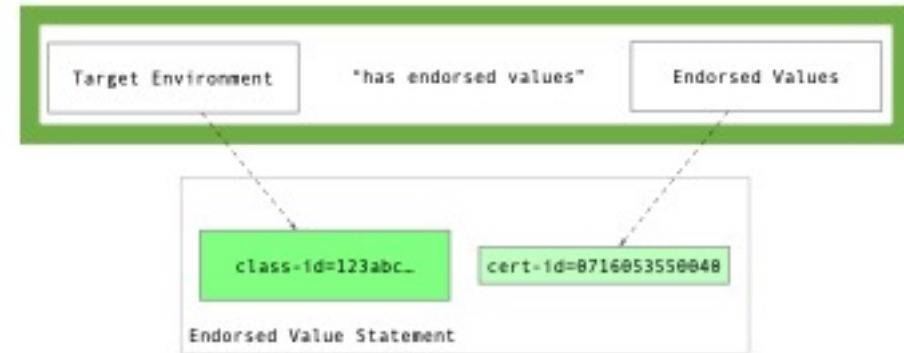 Target Environment
"has endorsed values"
Endorsed Values
class-id=123abc…
cert-id=0716053550040
Endorsed Value Statement